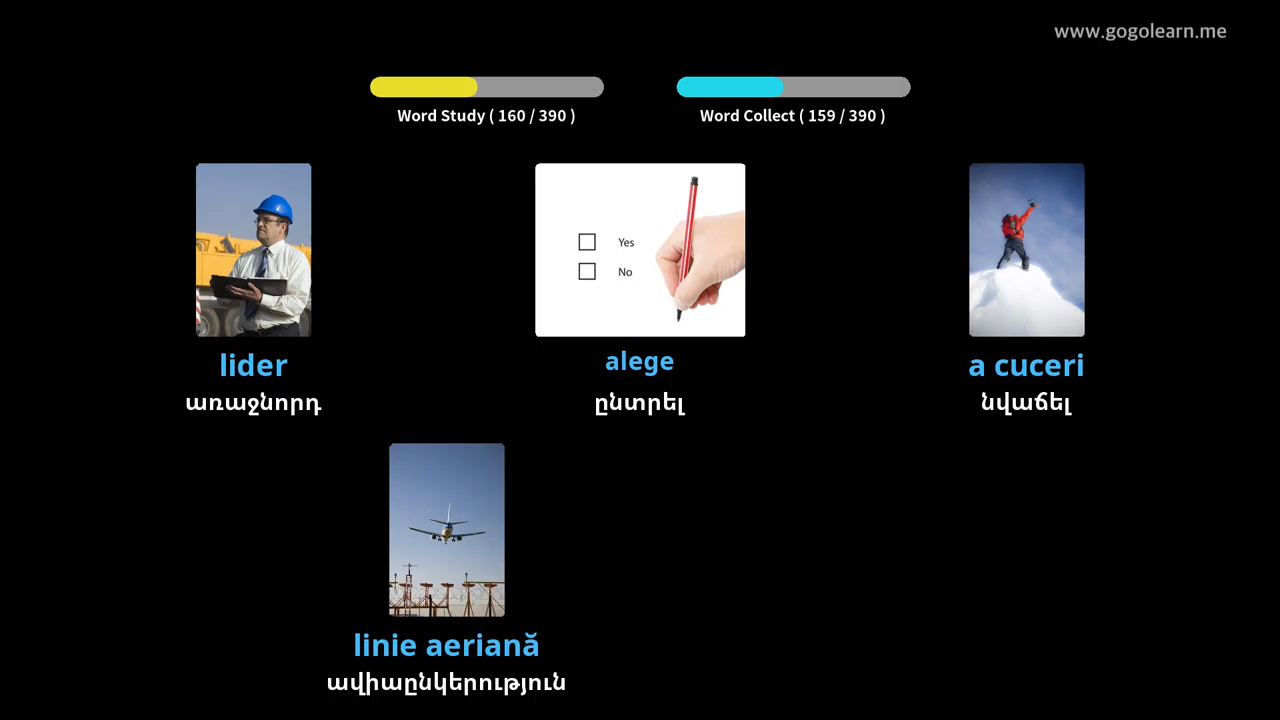 www.gogolearn.me
Word Study ( 160 / 390 )
Word Collect ( 159 / 390 )
Yes
No
lider
alege
a cuceri
առաջնորդ
ընտրել
նվաճել
linie aeriană
ավիաընկերություն